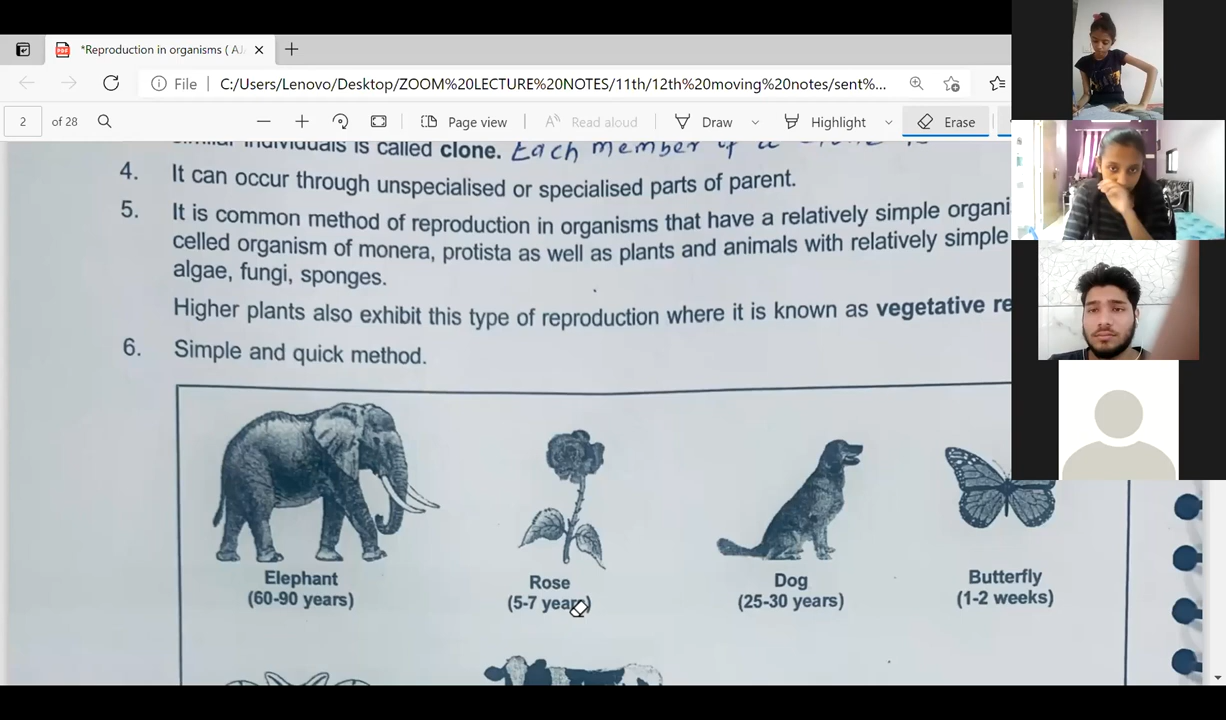 *Reproduction in organisms ( AJ
File C:/Users/Lenovo/Desktop/ZOOM%20LECTURE%20NOTES/11th/12th%20moving%20notes/sent%...
2 of 28 Page view Read aloud Draw Highlight Erase
individuals is called clone. Each member of a
4. It can occur through unspecialised or specialised parts of parent.
5. It is common method of reproduction in organisms that have a relatively simple organi
celled organism of monera, protista as well as plants and animals with relatively simple
algae, fungi, sponges.
Higher plants also exhibit this type of reproduction where it is known as vegetative re
6. Simple and quick method.
Elephant
(60-90 years)
Rose
(5-7 years)
Dog
(25-30 years)
Butterfly
(1-2 weeks)